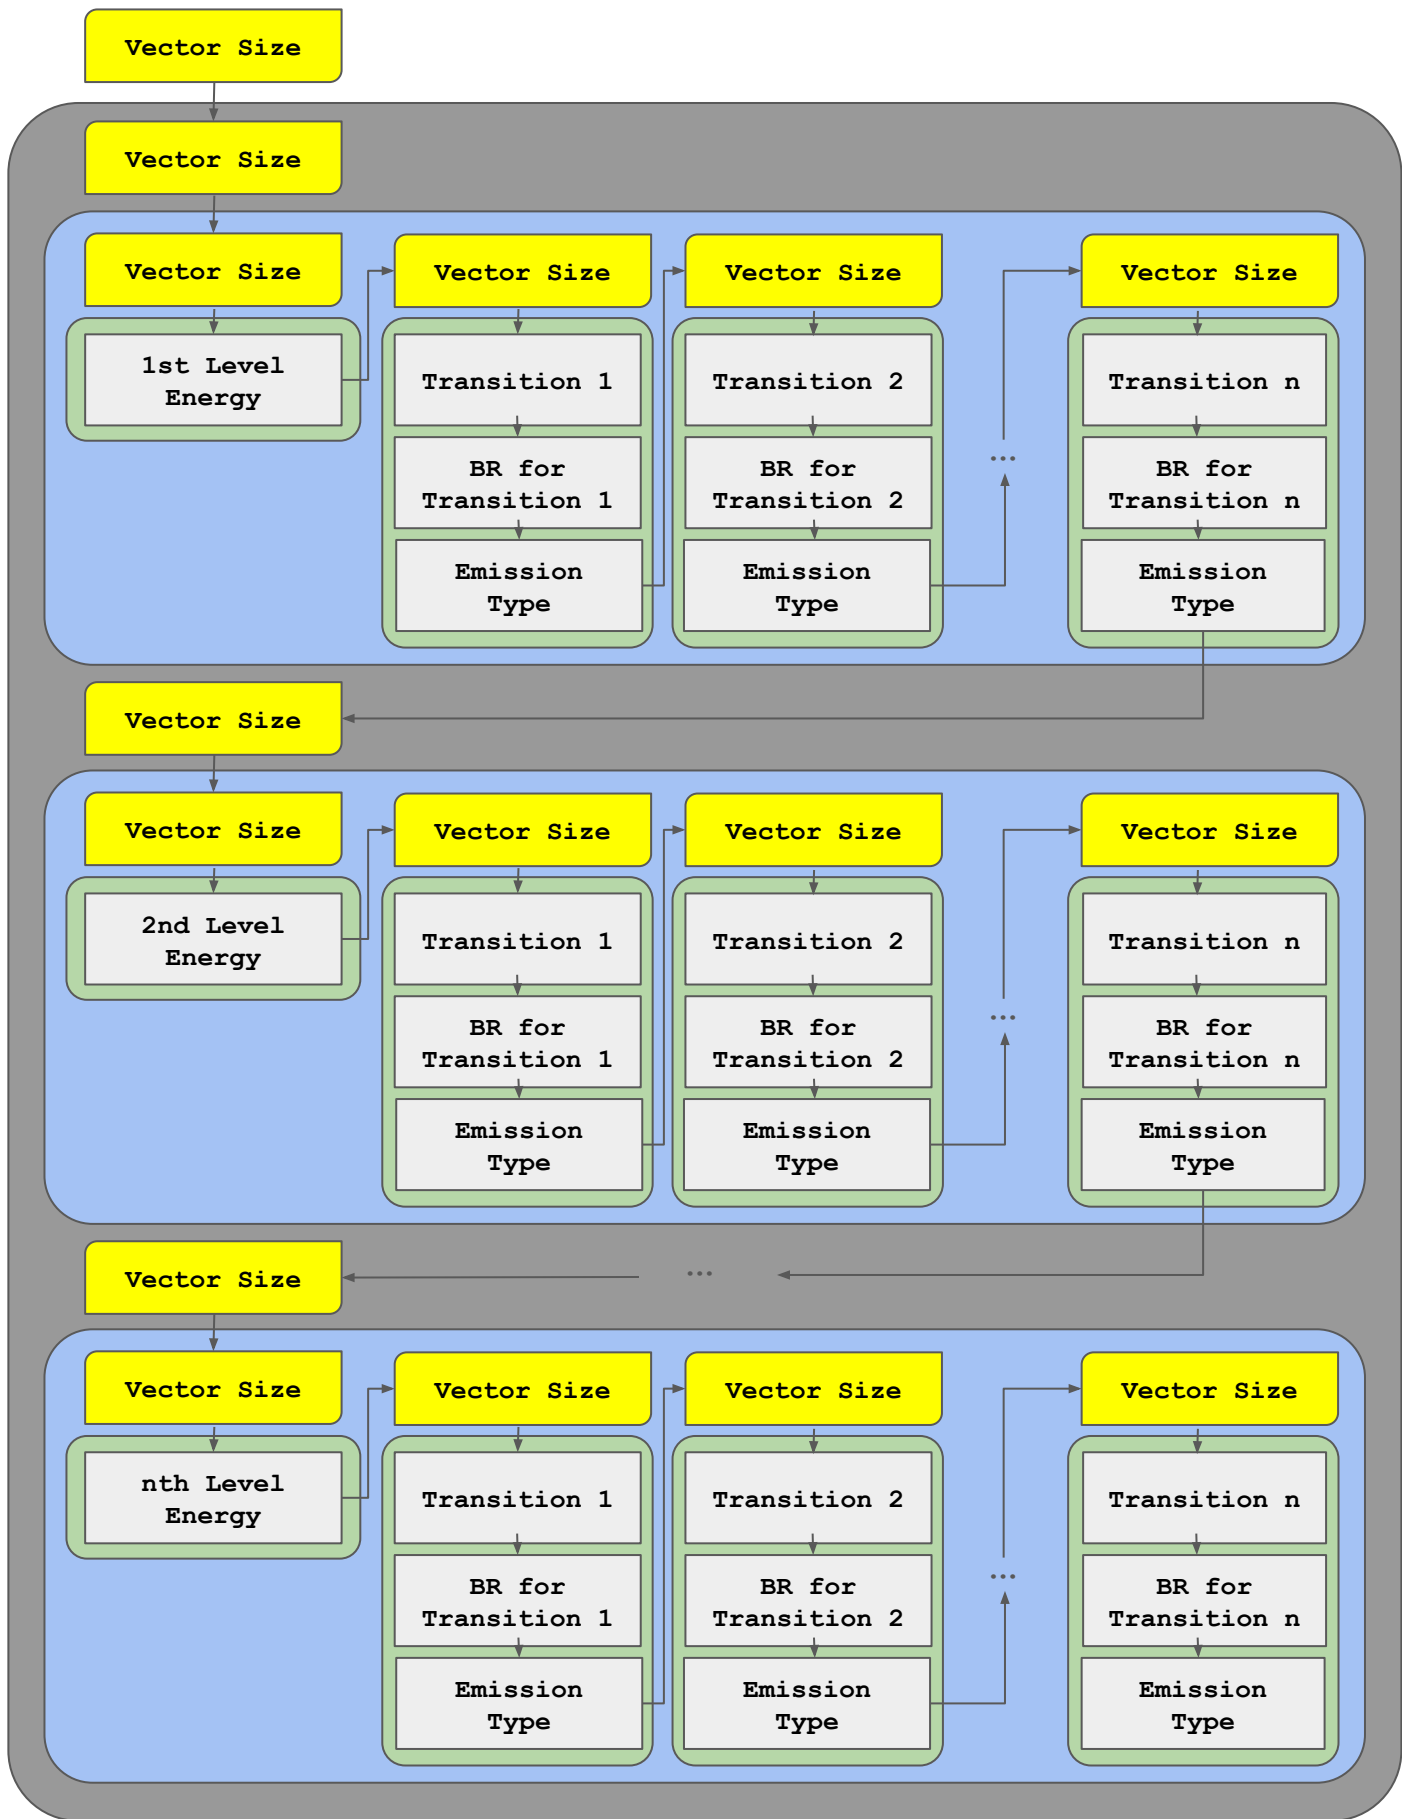 Vector Size
Vector Size
Vector Size
1st Level
Energy
Vector Size
Transition 1
BR for
Transition 1
Emission
Type
Vector Size
Transition 2
BR for
Transition 2
Emission
Type
...
Vector Size
Transition n
BR for
Transition n
Emission
Type
Vector Size
Vector Size
2nd Level
Energy
Vector Size
Transition 1
BR for
Transition 1
Emission
Type
Vector Size
Transition 2
BR for
Transition 2
Emission
Type
...
Vector Size
Transition n
BR for
Transition n
Emission
Type
...
Vector Size
Vector Size
nth Level
Energy
Vector Size
Transition 1
BR for
Transition 1
Emission
Type
Vector Size
Transition 2
BR for
Transition 2
Emission
Type
...
Vector Size
Transition n
BR for
Transition n
Emission
Type